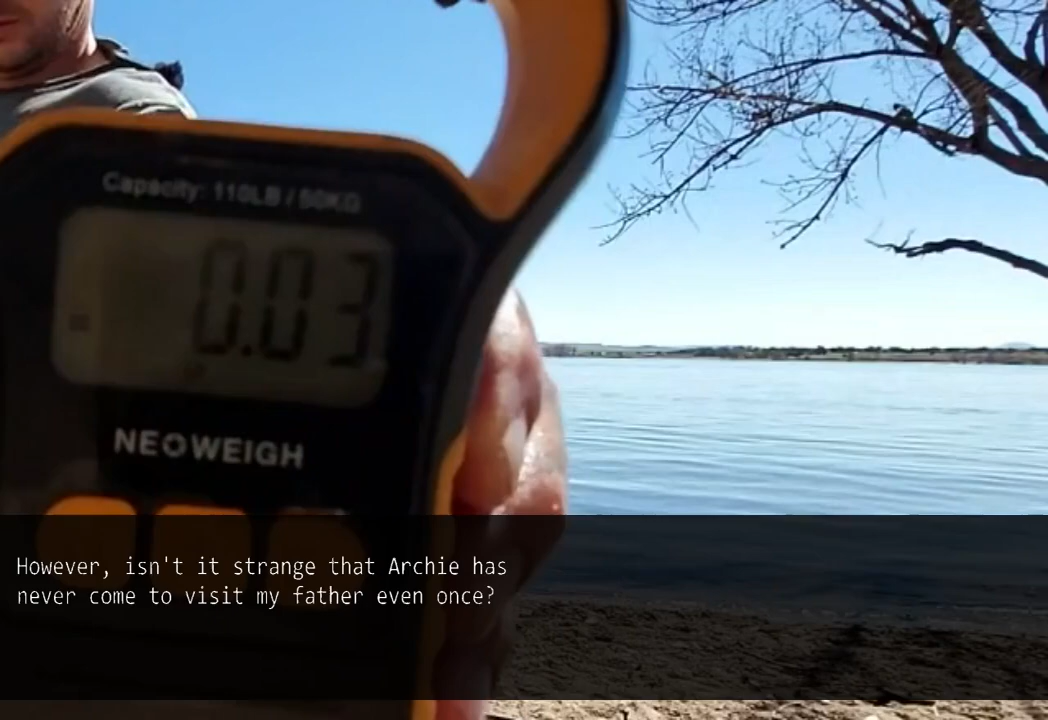 Capacity: 110LB / 50KG
0.03
NEOWEIGH
However, isn't it strange that Archie has
never come to visit my father even once?